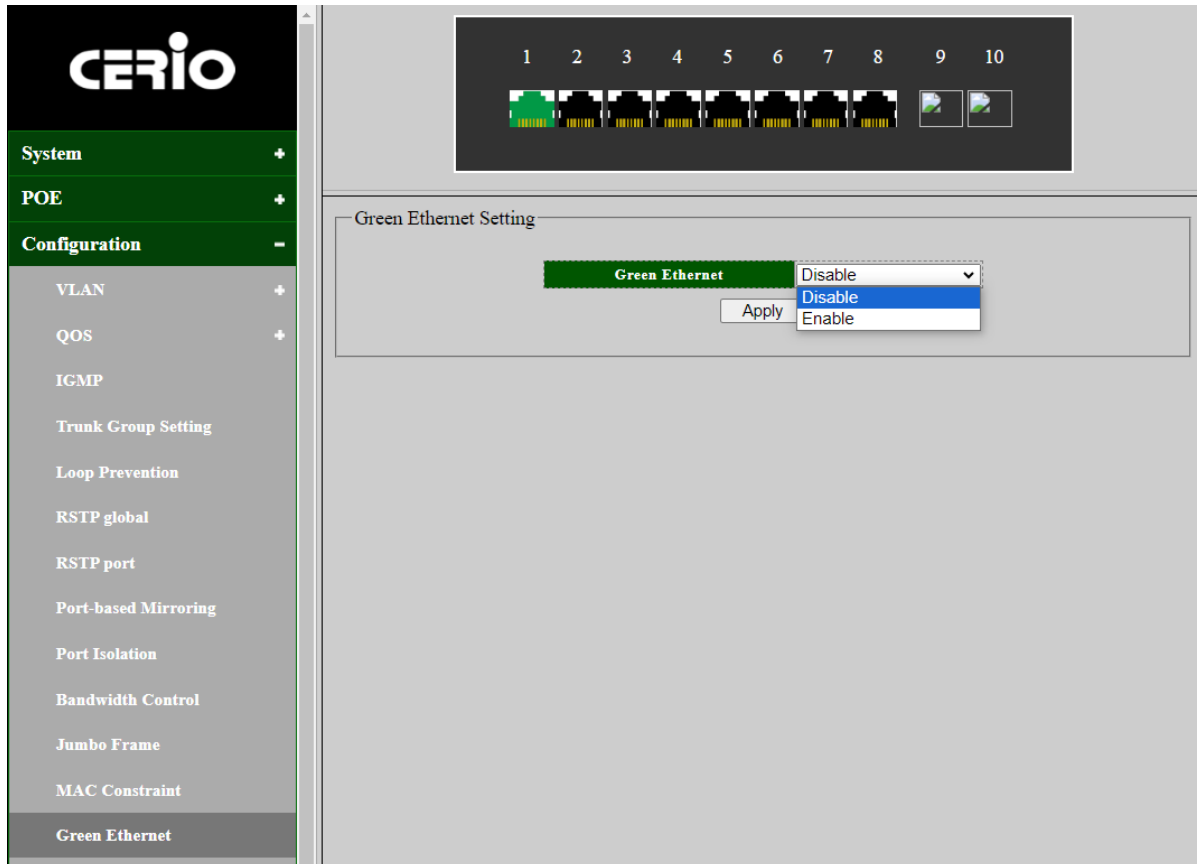 CERIO
System
POE
Configuration
VLAN
QOS
IGMP
Trunk Group Setting
Loop Prevention
RSTP global
RSTP port
Port-based Mirroring
Port Isolation
Bandwidth Control
Jumbo Frame
MAC Constraint
Green Ethernet
1 2 3 4 5 6 7 8 9 10
Green Ethernet Setting
Green Ethernet Disable
Disable
Apply
Enable